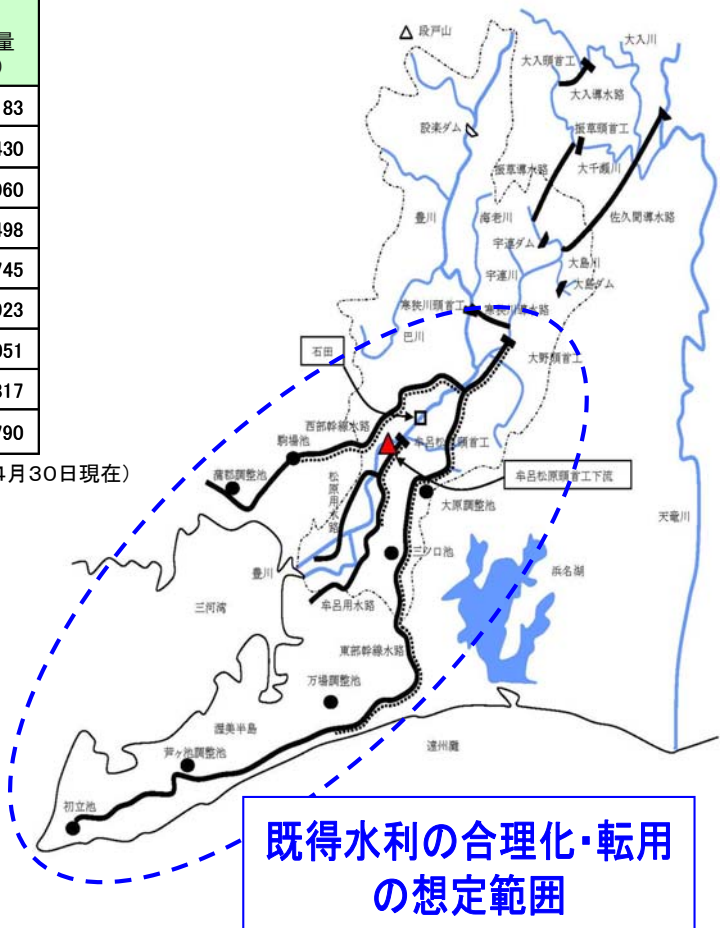 量
)
183
430
960
498
745
923
951
817
790
4月30日現在）
段戸山
大入川
大入頭首工
大入導水路
設楽ダム
振草頭首工
振草導水路
大千瀬川
豊川
海老川
佐久間導水路
宇連ダム
大島川
宇連川
大島ダム
寒狭川頭首工
寒狭川導水路
巴川
大野頭首工
石田
西部幹線水路
駒場池
牟呂松原頭首工
蒲郡調整池
松原用水路
牟呂松原頭首工下流
大原調整池
天竜川
三ツ口池
豊川
浜名湖
三河湾
牟呂用水路
東部幹線水路
万場調整池
渥美半島
芦ヶ池調整池
遠州灘
初立池
既得水利の合理化・転用
の想定範囲